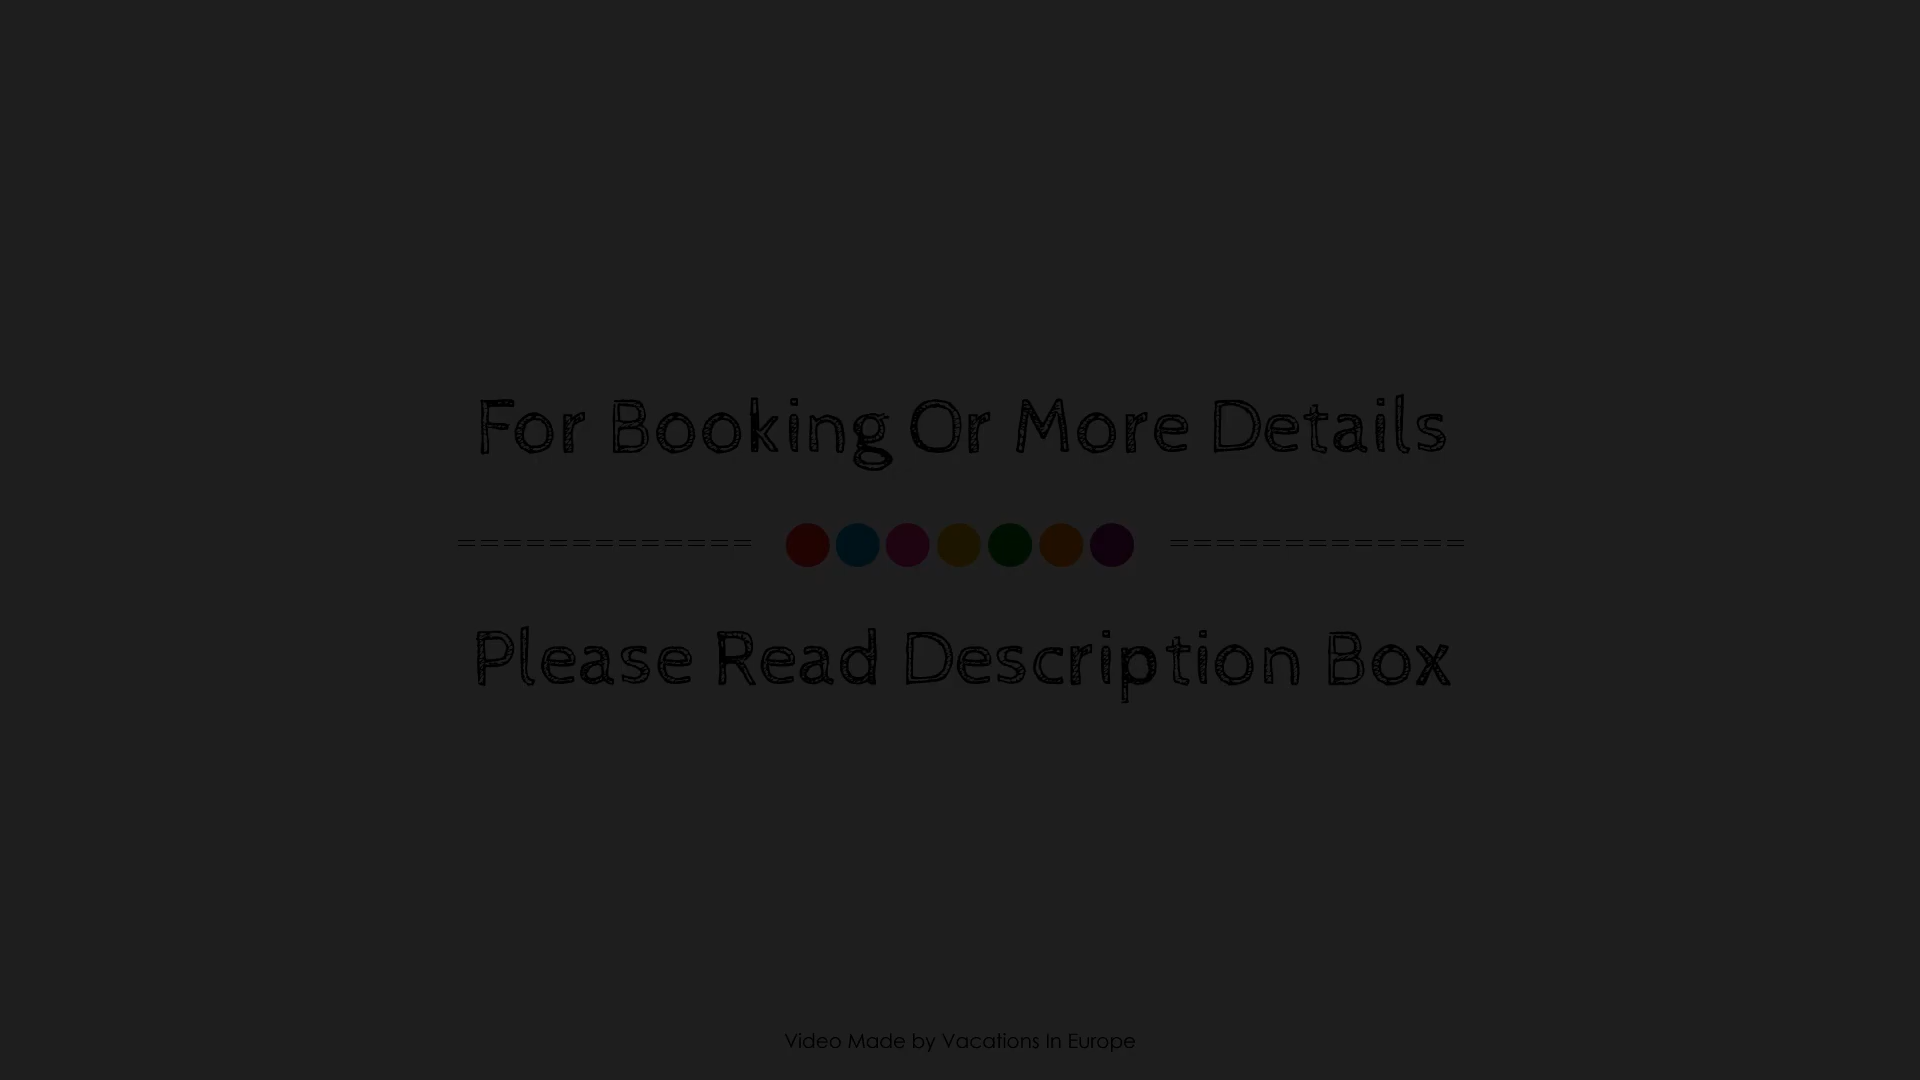 For Booking Or More Details
============= =============
Please Read Description Box
Video Made by Vacations In Europe